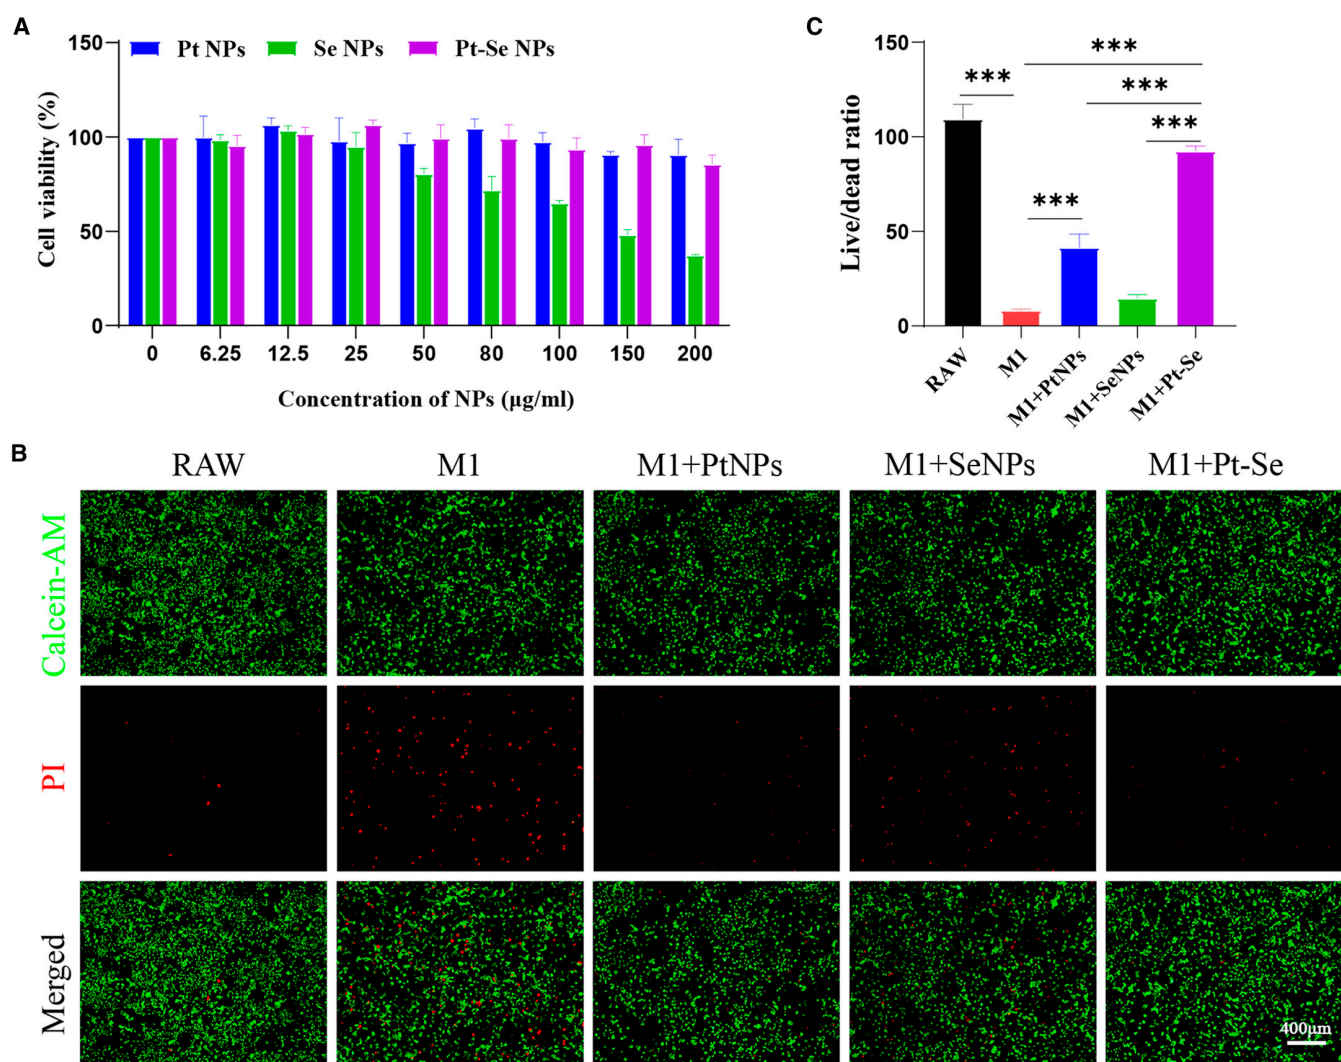 A
Pt NPs Se NPs Pt-Se NPs
Cell viability (%)
150
100
50
0
0 6.25 12.5 25 50 80 100 150 200
Concentration of NPs (μg/ml)
C
Live/dead ratio
150
100
50
0
***
***
***
***
***
RAW M1 M1+PtNPs M1+SeNPs M1+Pt-Se
B
RAW M1 M1+PtNPs M1+SeNPs M1+Pt-Se
Calcein-AM
PI
Merged
400μm